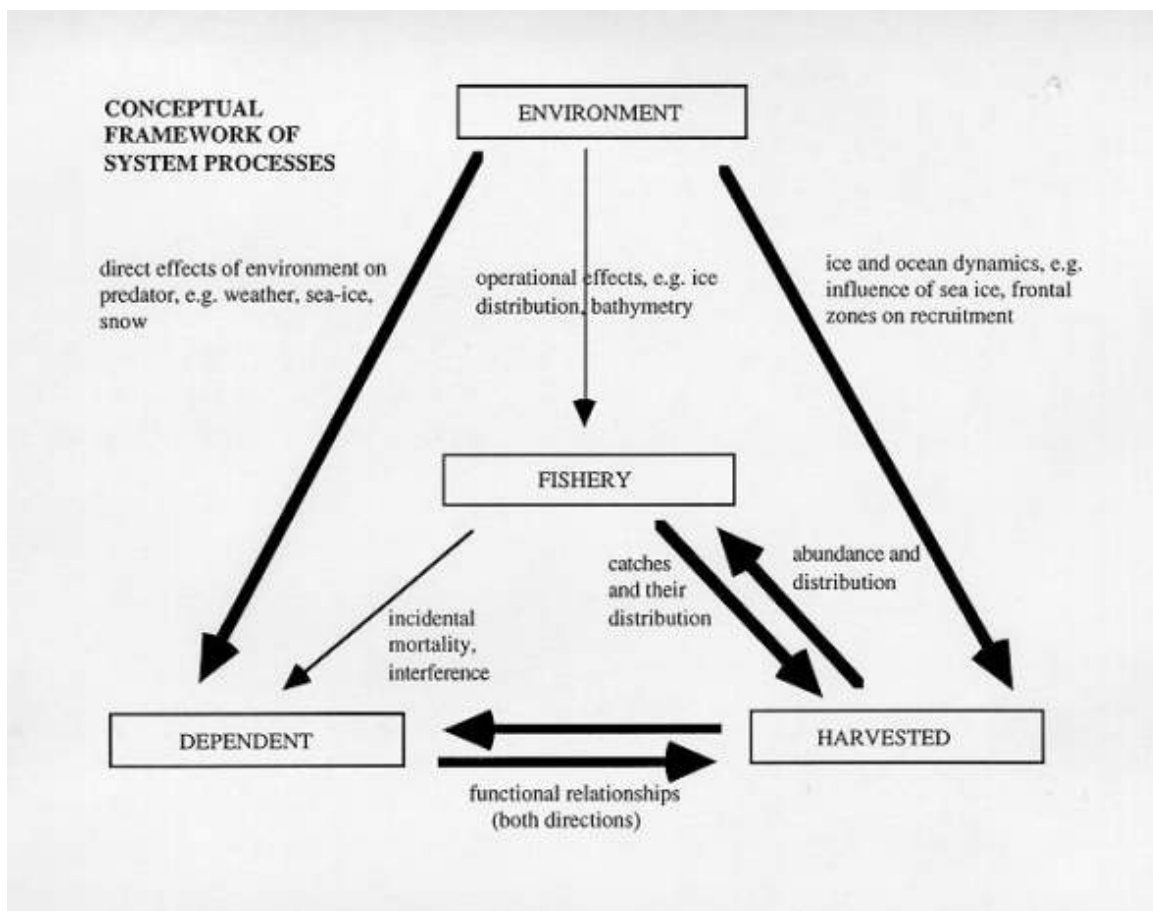 CONCEPTUAL
FRAMEWORK OF
SYSTEM PROCESSES
ENVIRONMENT
direct effects of environment on
predator, e.g. weather, sea-ice,
snow
operational effects, e.g. ice
distribution, bathymetry
ice and ocean dynamics, e.g.
influence of sea ice, frontal
zones on recruitment
FISHERY
incidental
mortality,
interference
catches
and their
distribution
abundance and
distribution
DEPENDENT
HARVESTED
functional relationships
(both directions)